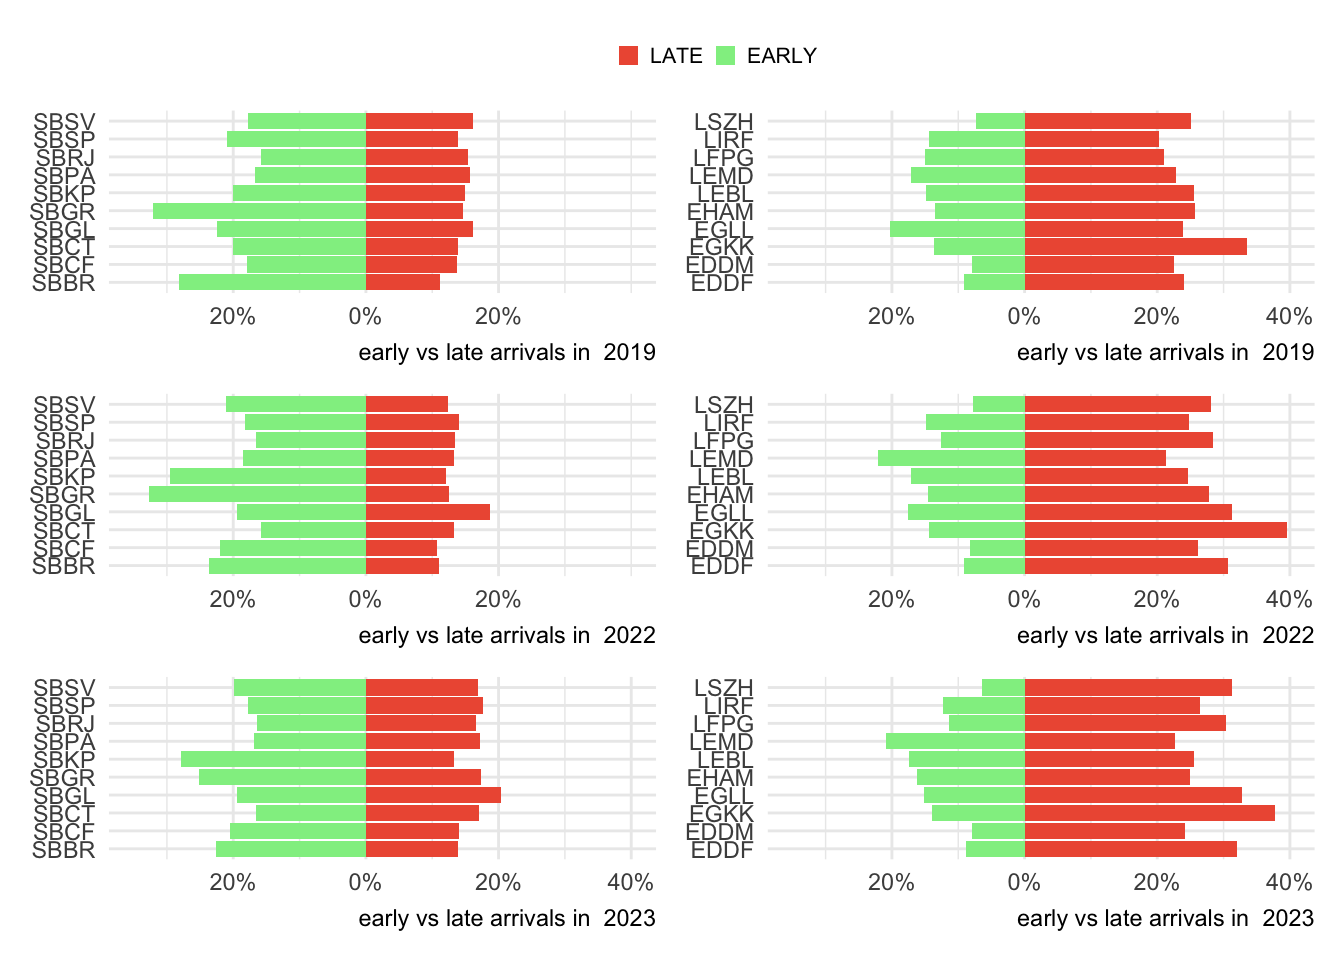 LATE EARLY
SBSV
SBSP
SBRJ
SBPA
SBKP
SBGR
SBGL
SBCT
SBCF
SBBR
20% 0% 20%
early vs late arrivals in  2019
LSZH
LIRF
LFPG
LEMD
LEBL
EHAM
EGLL
EGKK
EDDM
EDDF
20% 0% 20% 40%
early vs late arrivals in  2019
SBSV
SBSP
SBRJ
SBPA
SBKP
SBGR
SBGL
SBCT
SBCF
SBBR
20% 0% 20%
early vs late arrivals in  2022
LSZH
LIRF
LFPG
LEMD
LEBL
EHAM
EGLL
EGKK
EDDM
EDDF
20% 0% 20% 40%
early vs late arrivals in  2022
SBSV
SBSP
SBRJ
SBPA
SBKP
SBGR
SBGL
SBCT
SBCF
SBBR
20% 0% 20% 40%
early vs late arrivals in  2023
LSZH
LIRF
LFPG
LEMD
LEBL
EHAM
EGLL
EGKK
EDDM
EDDF
20% 0% 20% 40%
early vs late arrivals in  2023